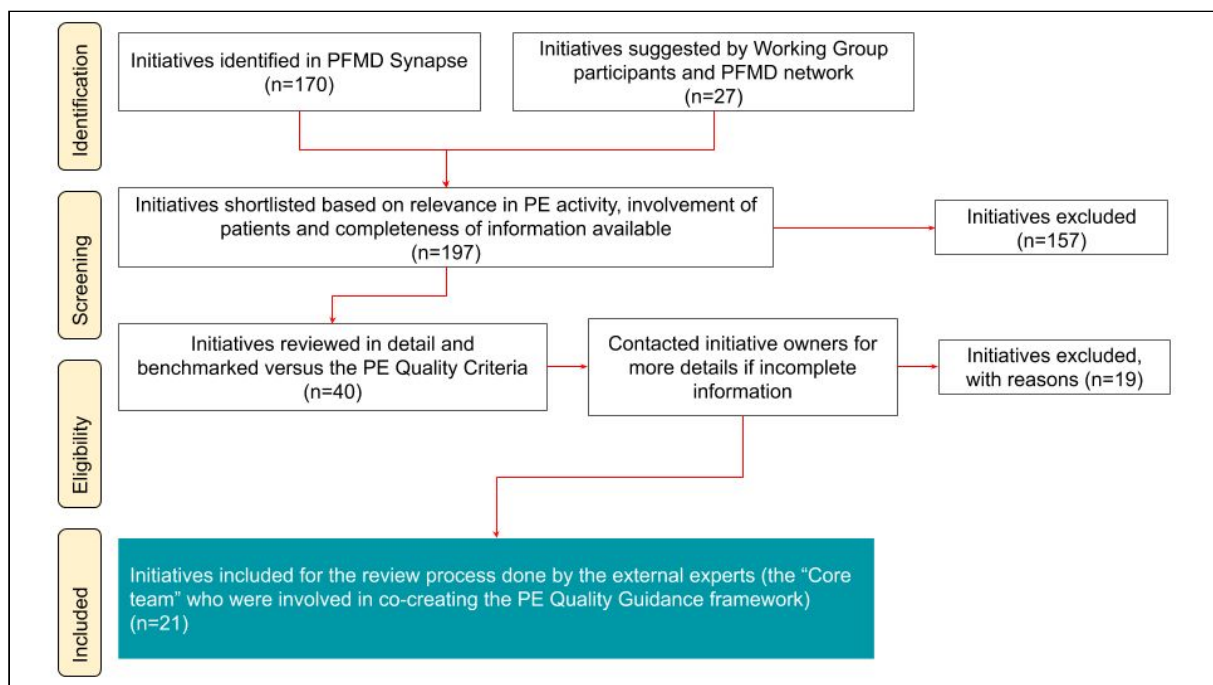 Identification
Initiatives identified in PFMD Synapse
(n=170)
Initiatives suggested by Working Group
participants and PFMD network
(n=27)
Screening
Initiatives shortlisted based on relevance in PE activity, involvement of
patients and completeness of information available
(n=197)
Initiatives excluded
(n=157)
Eligibility
Initiatives reviewed in detail and
benchmarked versus the PE Quality Criteria
(n=40)
Contacted initiative owners for
more details if incomplete
information
Initiatives excluded,
with reasons (n=19)
Included
Initiatives included for the review process done by the external experts (the “Core
team” who were involved in co-creating the PE Quality Guidance framework)
(n=21)